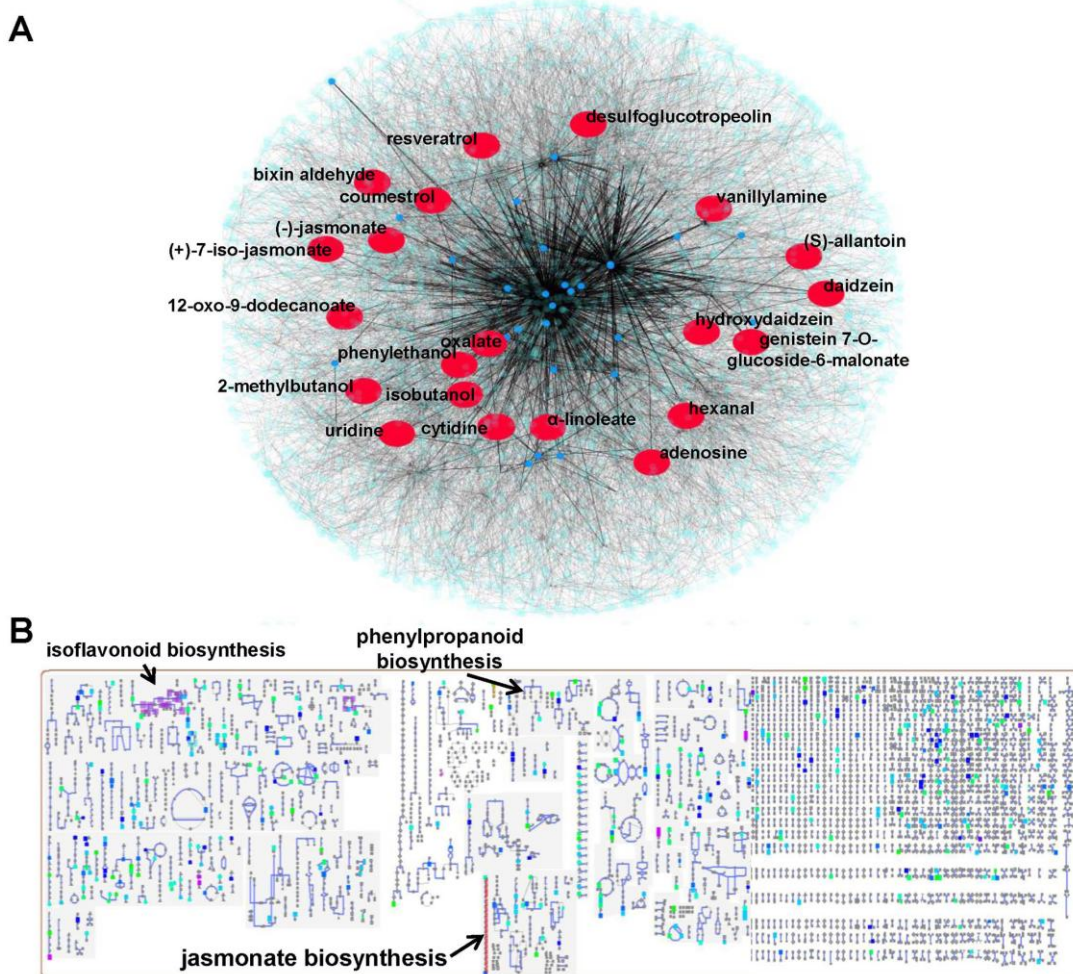 A
desulfoglucotropeolin
resveratrol
bixin aldehyde
coumestrol
vanillylamine
(-)-jasmonate
(+)-7-iso-jasmonate
(S)-allantoin
daidzein
12-oxo-9-dodecanoate
hydroxydaidzein
oxalate
genistein 7-O-
glucoside-6-malonate
phenylethanol
2-methylbutanol
isobutanol
hexanal
uridine
cytidine
α-linoleate
adenosine
B
isoflavonoid biosynthesis
phenylpropanoid
biosynthesis
jasmonate biosynthesis